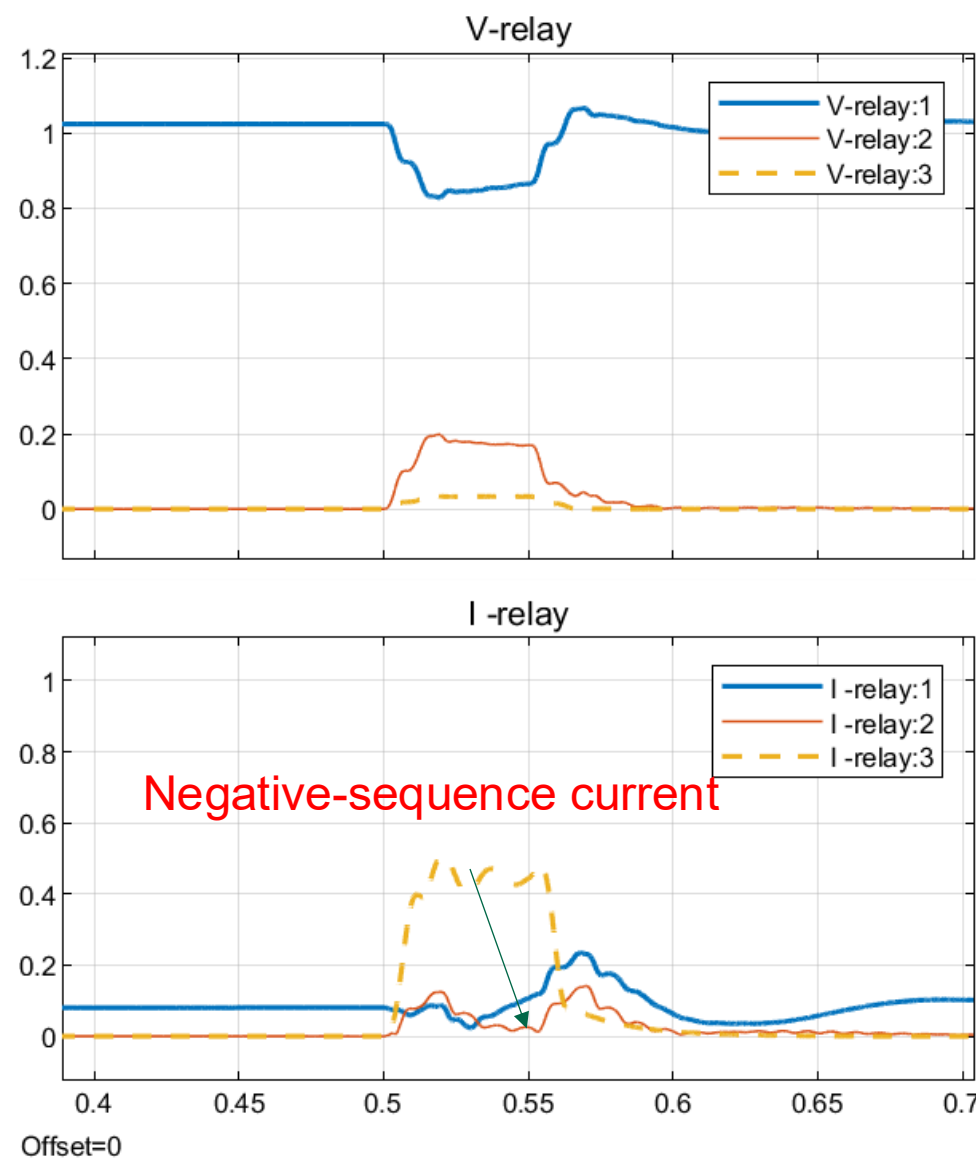 V-relay
1.2
1
0.8
0.6
0.4
0.2
0
V-relay:1
V-relay:2
V-relay:3
I -relay
1
0.8
0.6
0.4
0.2
0
I -relay:1
I -relay:2
I -relay:3
Negative-sequence current
0.4 0.45 0.5 0.55 0.6 0.65 0.7
Offset=0